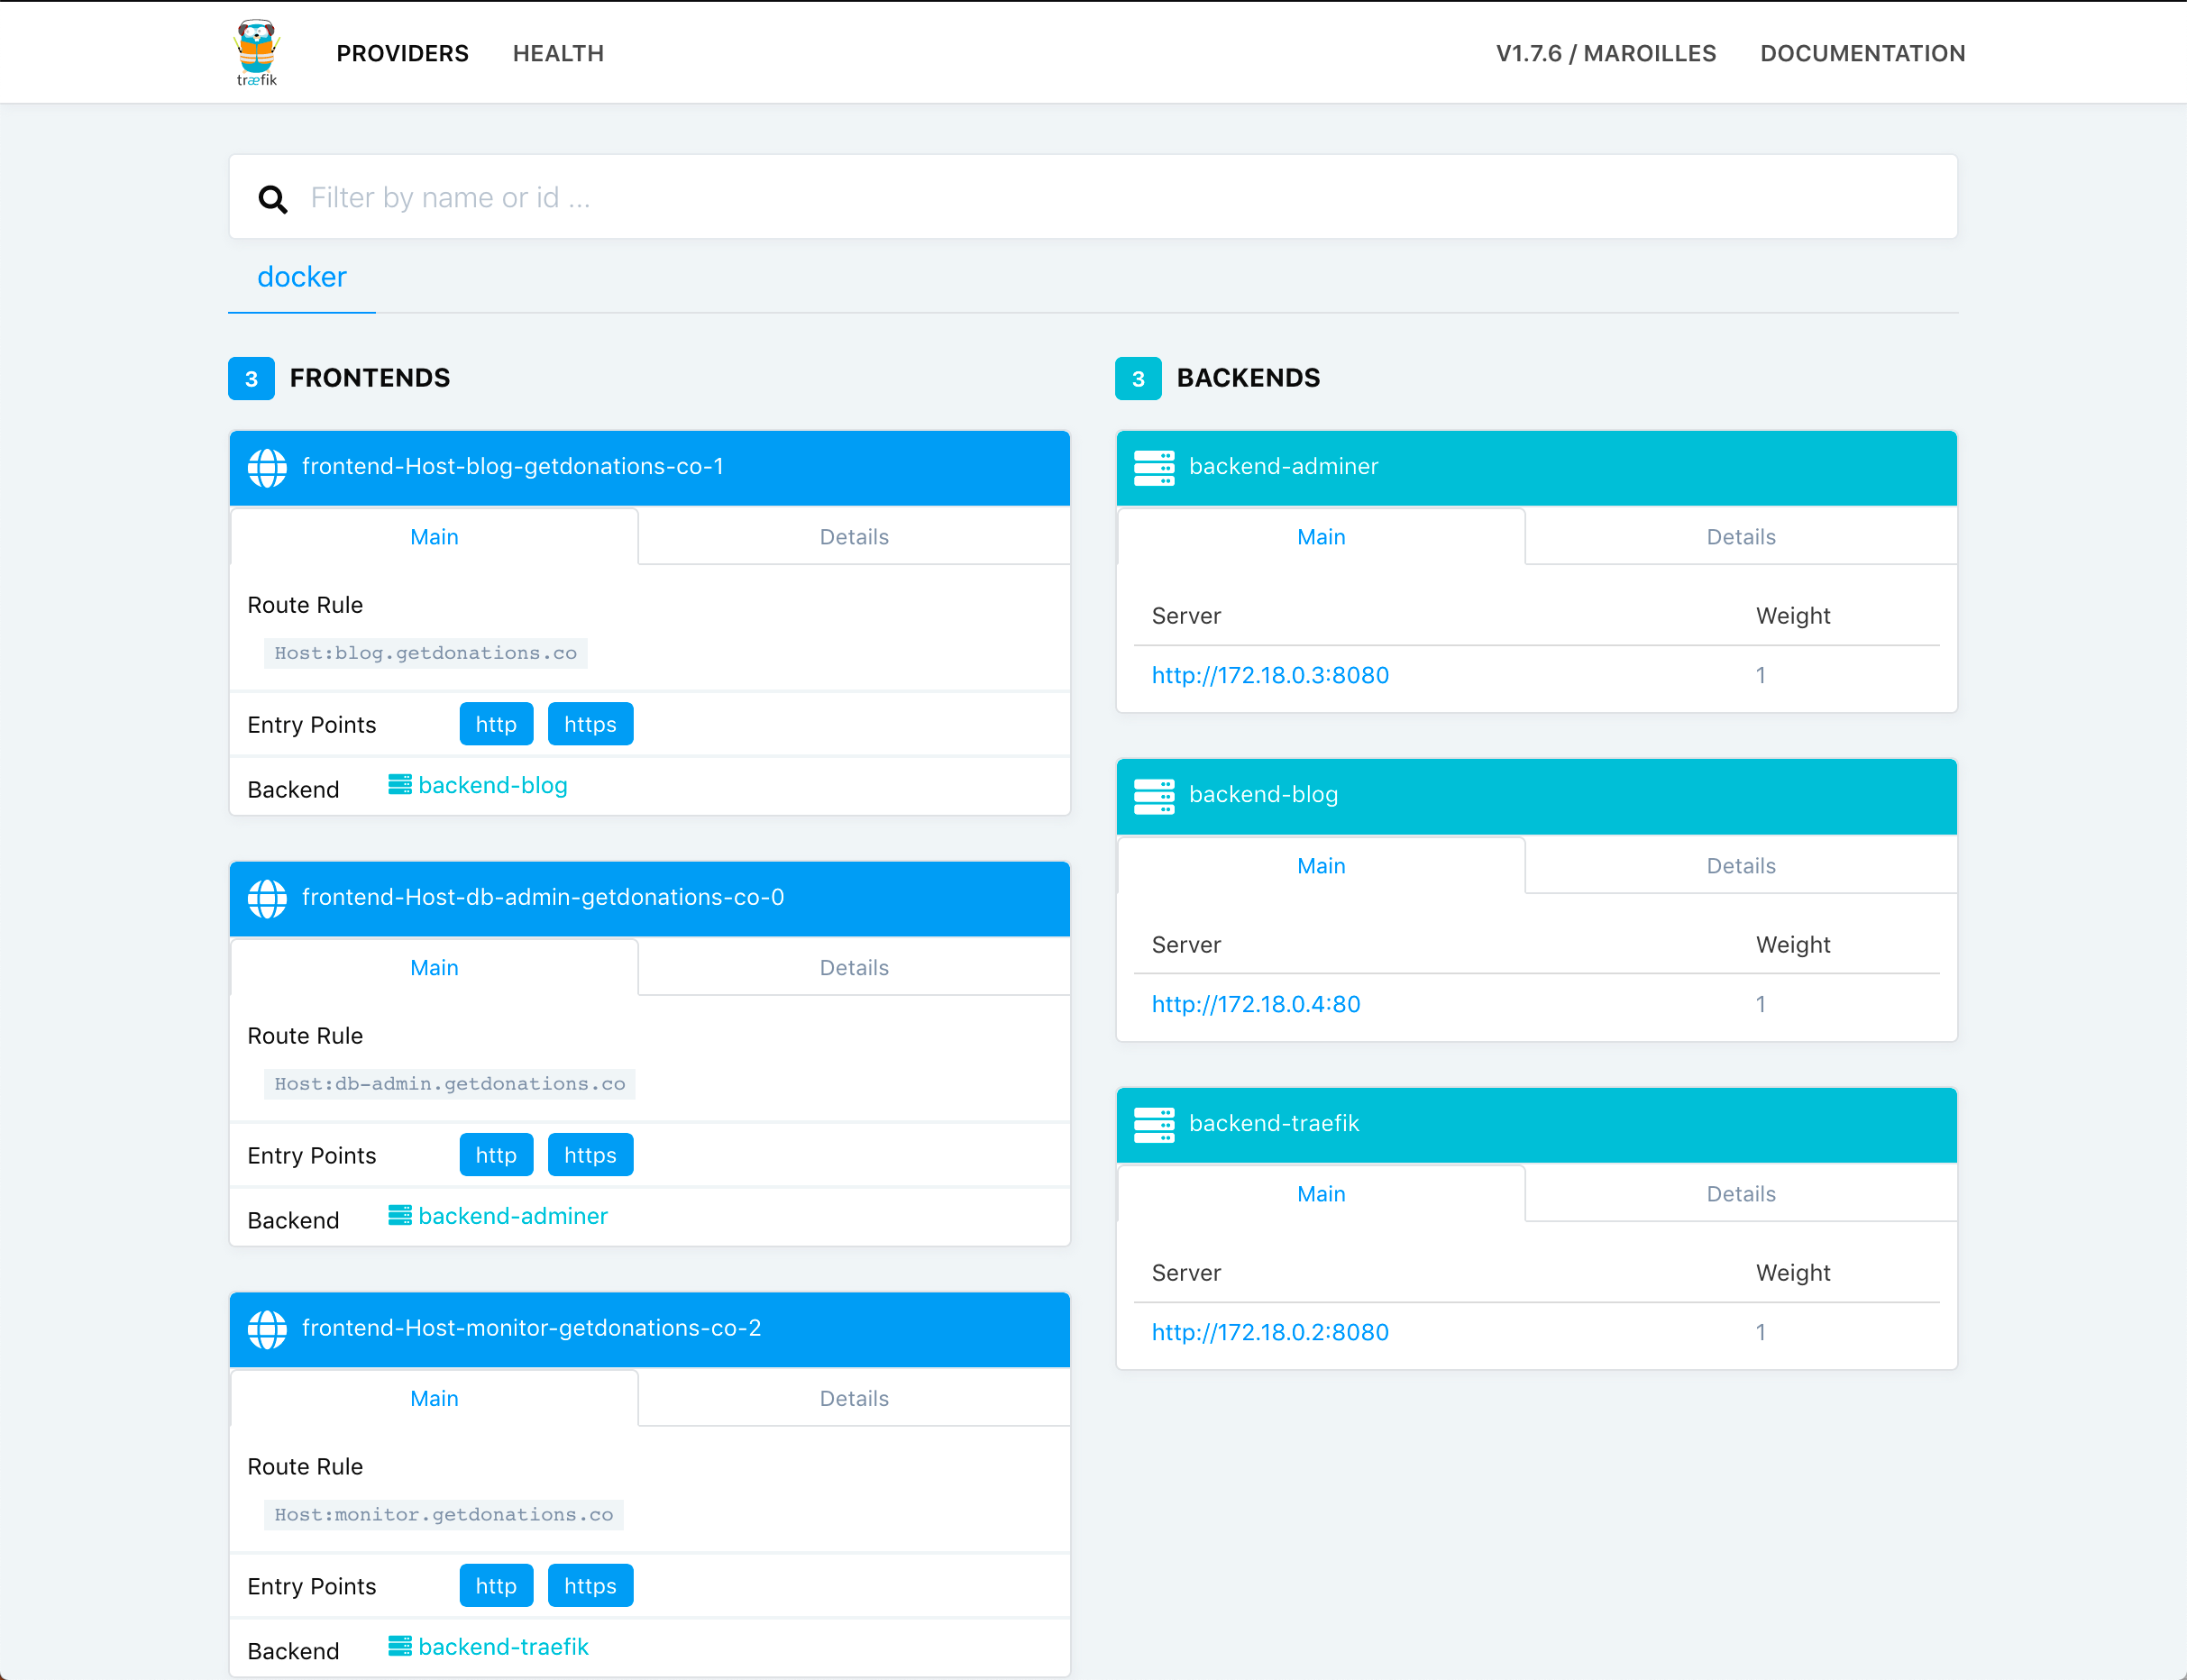 træfik
PROVIDERS HEALTH V1.7.6 / MAROILLES DOCUMENTATION
Filter by name or id ...
docker
3 FRONTENDS
frontend-Host-blog-getdonations-co-1
Main Details
Route Rule
Host:blog.getdonations.co
Entry Points http https
Backend backend-blog
frontend-Host-db-admin-getdonations-co-0
Main Details
Route Rule
Host:db-admin.getdonations.co
Entry Points http https
Backend backend-adminer
frontend-Host-monitor-getdonations-co-2
Main Details
Route Rule
Host:monitor.getdonations.co
Entry Points http https
Backend backend-traefik
3 BACKENDS
backend-adminer
Main Details
Server Weight
http://172.18.0.3:8080 1
backend-blog
Main Details
Server Weight
http://172.18.0.4:80 1
backend-traefik
Main Details
Server Weight
http://172.18.0.2:8080 1